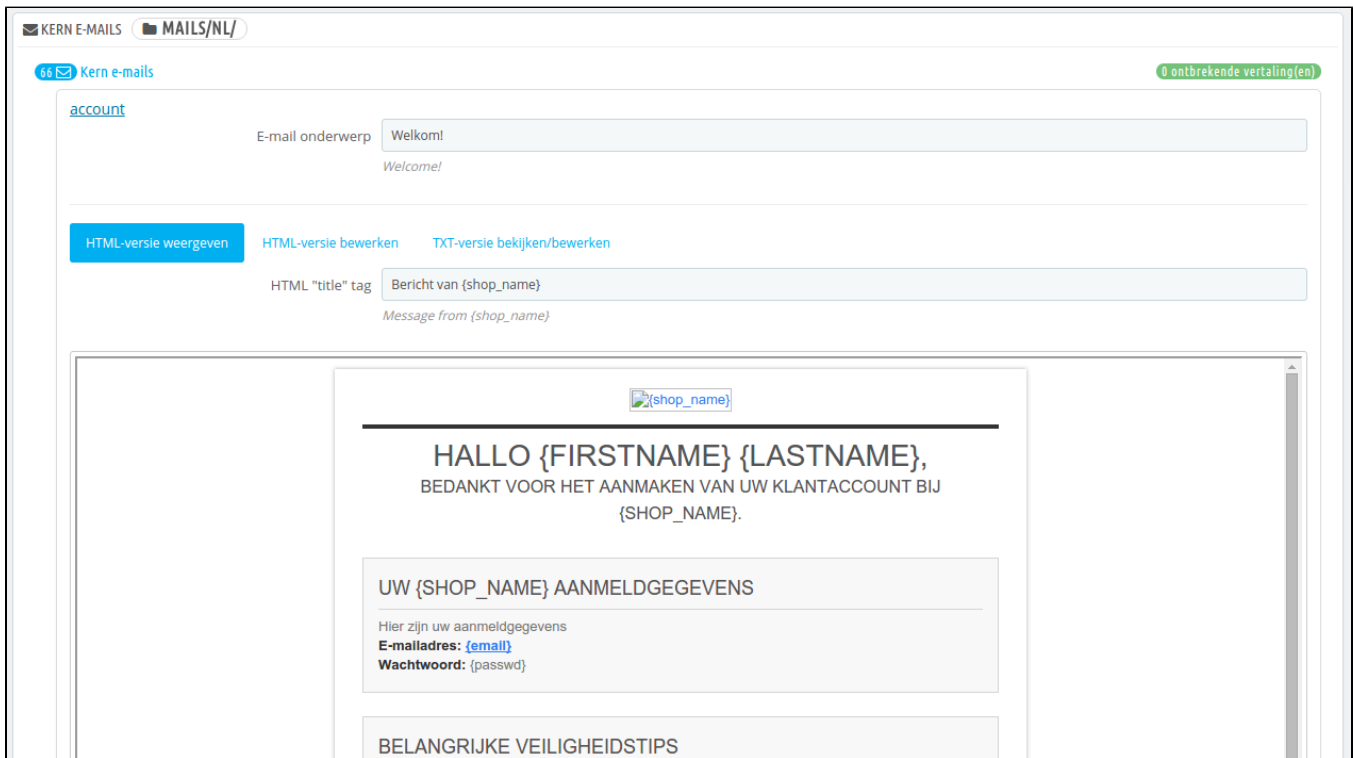 KERN E-MAILS MAILS/NL/
66 Kern e-mails 0 ontbrekende vertaling(en)
account
E-mail onderwerp Welkom!
Welcome!
HTML-versie weergeven HTML-versie bewerken TXT-versie bekijken/bewerken
HTML "title" tag Bericht van {shop_name}
Message from {shop_name}
{shop_name}
HALLO {FIRSTNAME} {LASTNAME},
BEDANKT VOOR HET AANMAKEN VAN UW KLANTACCOUNT BIJ
{SHOP_NAME}.
UW {SHOP_NAME} AANMELDGEGEVENS
Hier zijn uw aanmeldgegevens
E-mailadres: {email}
Wachtwoord: {passwd}
BELANGRIJKE VEILIGHEIDSTIPS